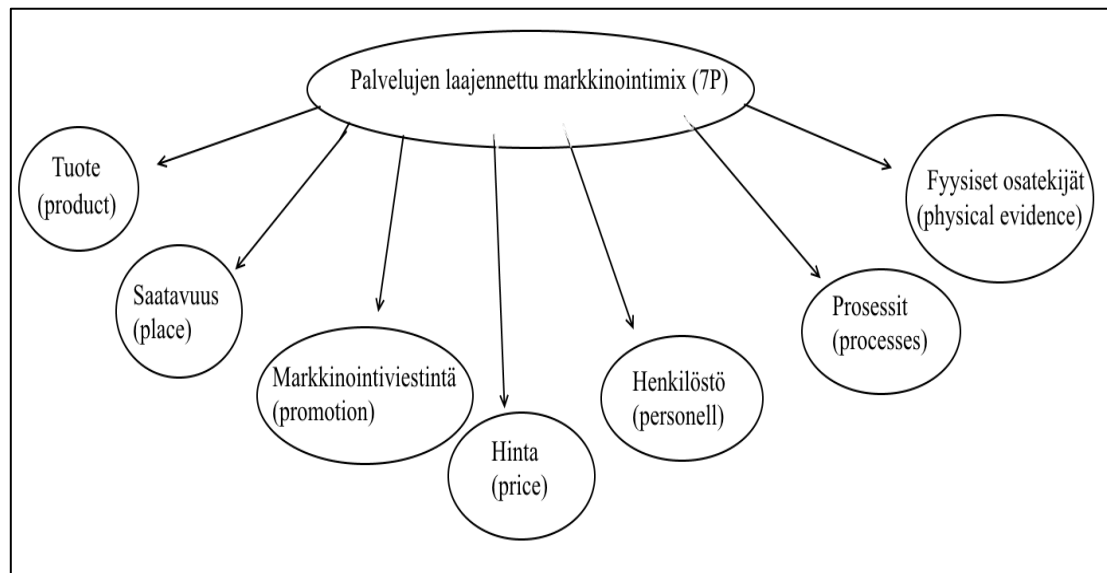 Palvelujen laajennettu markkinointimix (7P)
Tuote
(product)
Saatavuus
(place)
Markkinointiviestintä
(promotion)
Hinta
(price)
Henkilöstö
(personell)
Prosessit
(processes)
Fyysiset osatekijät
(physical evidence)